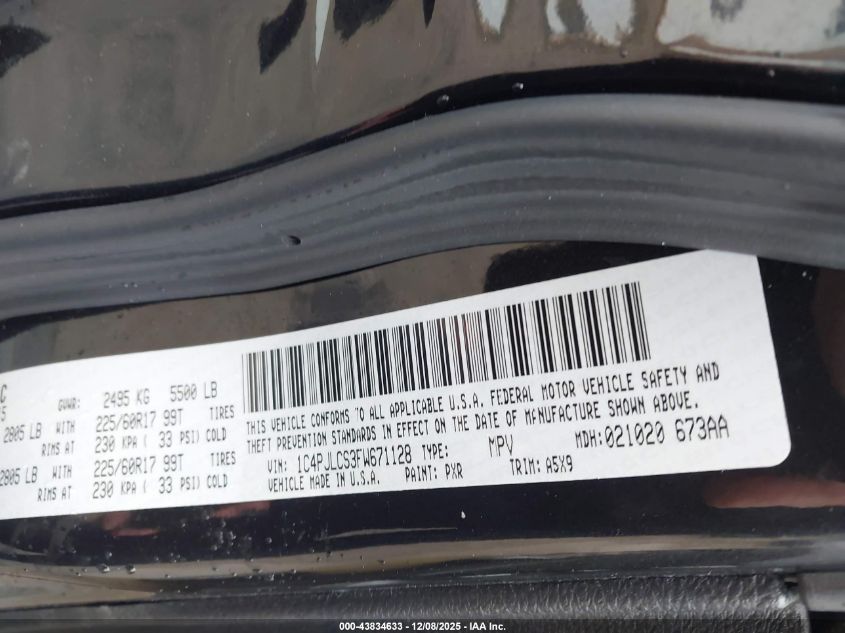 C
5
GVWR: 2495 KG 5500 LB
2805 LB WITH 225/60R17 99T TIRES
RIMS AT 230 KPA ( 33 PSI) COLD
2805 LB WITH 225/60R17 99T TIRES
RIMS AT 230 KPA ( 33 PSI) COLD
THIS VEHICLE CONFORMS TO ALL APPLICABLE U.S.A. FEDERAL MOTOR VEHICLE SAFETY AND
THEFT PREVENTION STANDARDS IN EFFECT ON THE DATE OF MANUFACTURE SHOWN ABOVE.
VIN: 1C4PJLCS3FW671128 TYPE: MPV MDH:021020 673AA
VEHICLE MADE IN U.S.A. PAINT: PXR TRIM: A5X9
000-43834633 - 12/08/2025 - IAA Inc.